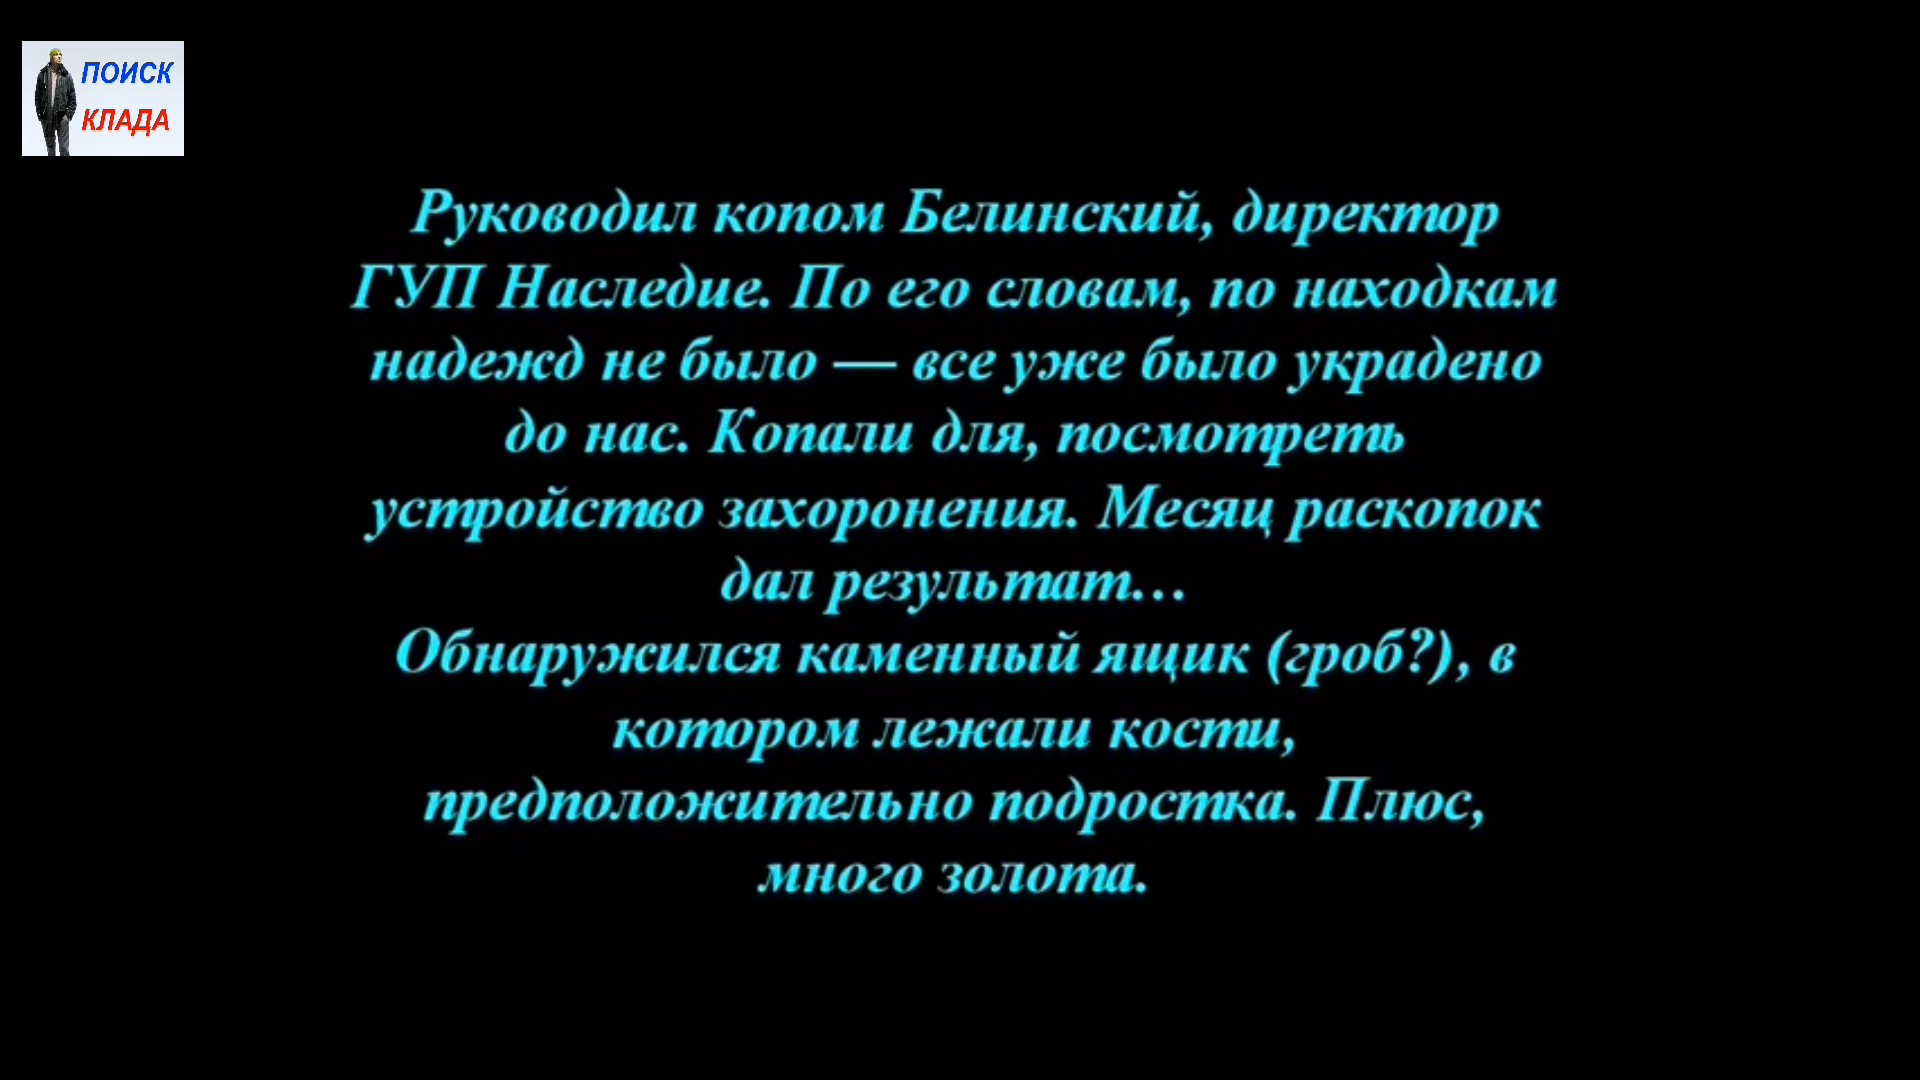 ПОИСК
КЛАДА
Руководил копом Белинский, директор
ГУП Наследие. По его словам, по находкам
надежд не было — все уже было украдено
до нас. Копали для, посмотреть
устройство захоронения. Месяц раскопок
дал результат...
Обнаружился каменный ящик (гроб?), в
котором лежали кости,
предположительно подростка. Плюс,
много золота.